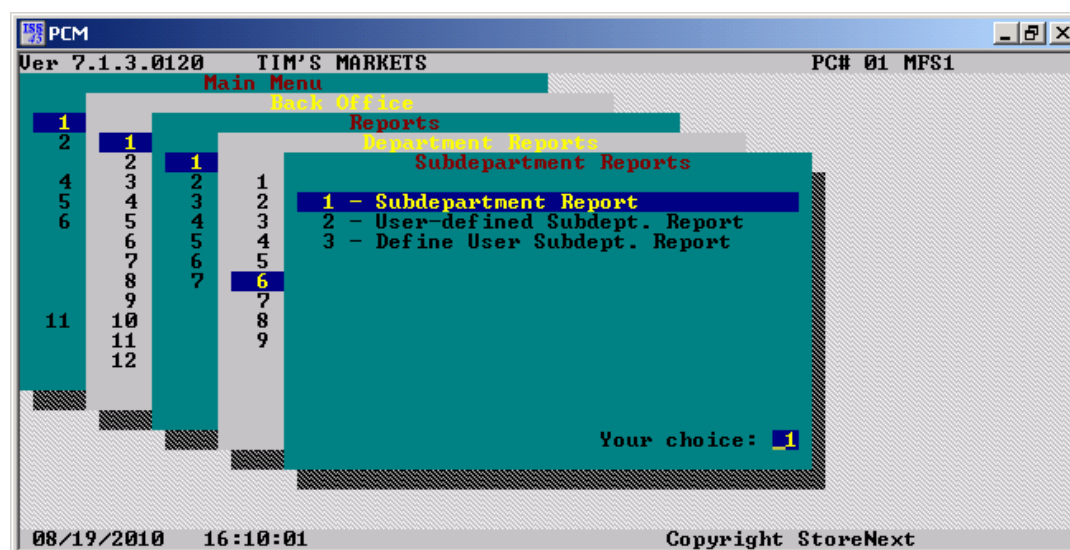 ISS 45 PCM
Ver 7.1.3.0120 TIM'S MARKETS PC# 01 MFS1
Main Menu
Back Office
1 Reports
2 1 Department Reports
2 1 Subdepartment Reports
4 3 2 1
5 4 3 2 1 - Subdepartment Report
6 5 4 3 2 - User-defined Subdept. Report
6 5 4 3 - Define User Subdept. Report
7 6 5
8 7 6
9 7
11 10 8
11 9
12
Your choice: 1
08/19/2010 16:10:01 Copyright StoreNext